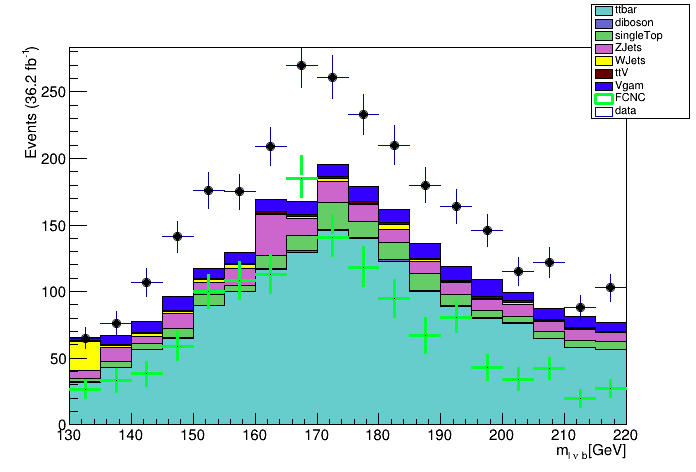 ttbar
diboson
singleTop
ZJets
WJets
ttV
Vgam
FCNC
data
Events (36.2 fb⁻¹)
250
200
150
100
50
0
130 140 150 160 170 180 190 200 210 220
m_{l ν b}[GeV]